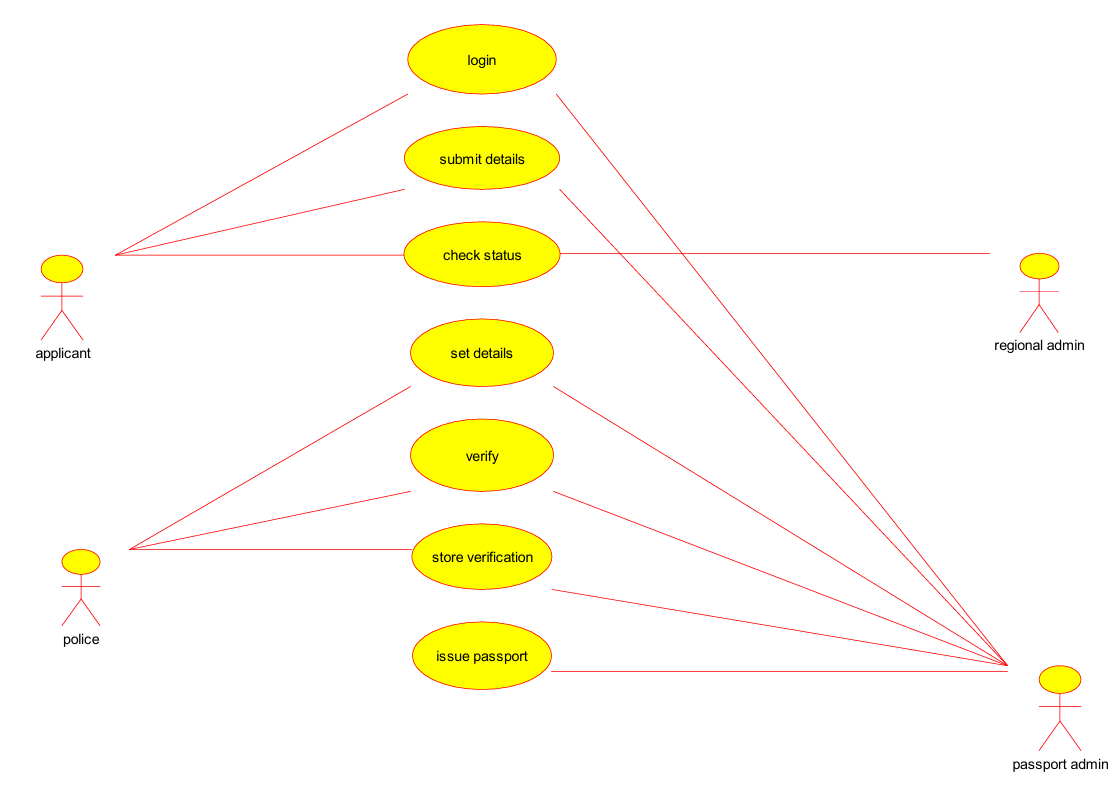 login
submit details
check status
applicant
regional admin
set details
verify
store verification
police
issue passport
passport admin